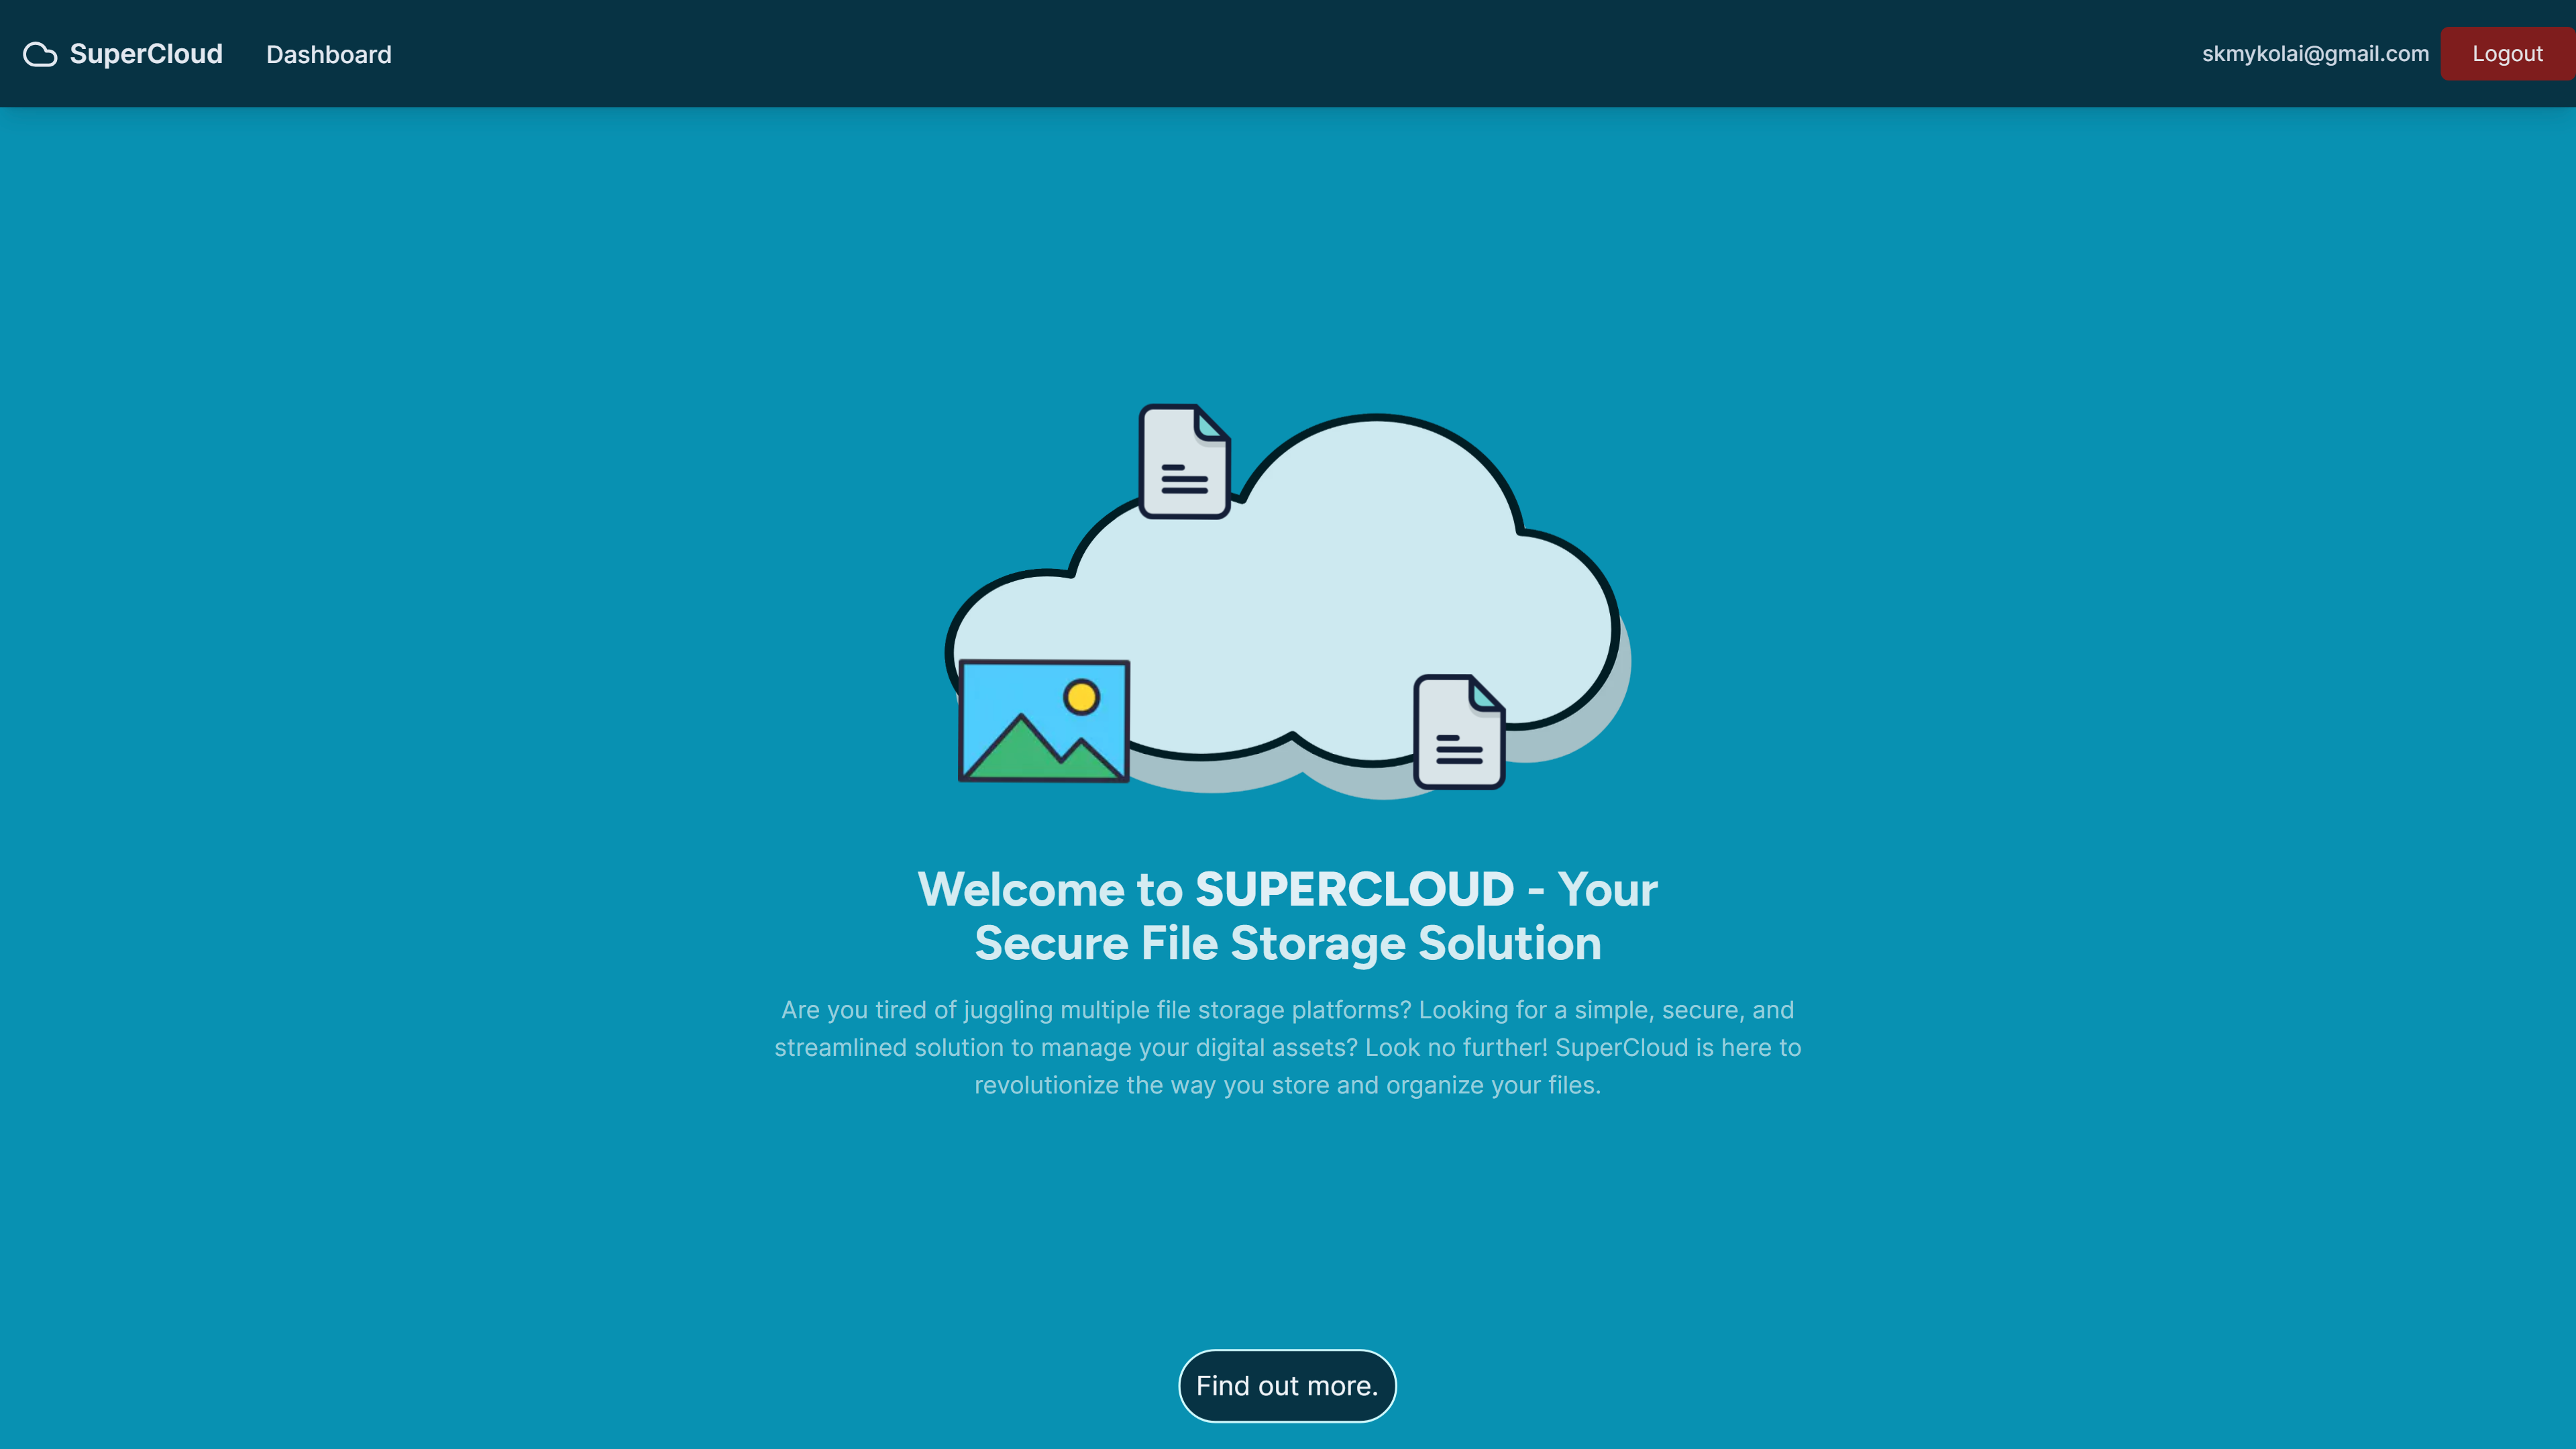 SuperCloud
Dashboard
skmykolai@gmail.com
Logout
Welcome to SUPERCLOUD - Your
Secure File Storage Solution
Are you tired of juggling multiple file storage platforms? Looking for a simple, secure, and
streamlined solution to manage your digital assets? Look no further! SuperCloud is here to
revolutionize the way you store and organize your files.
Find out more.